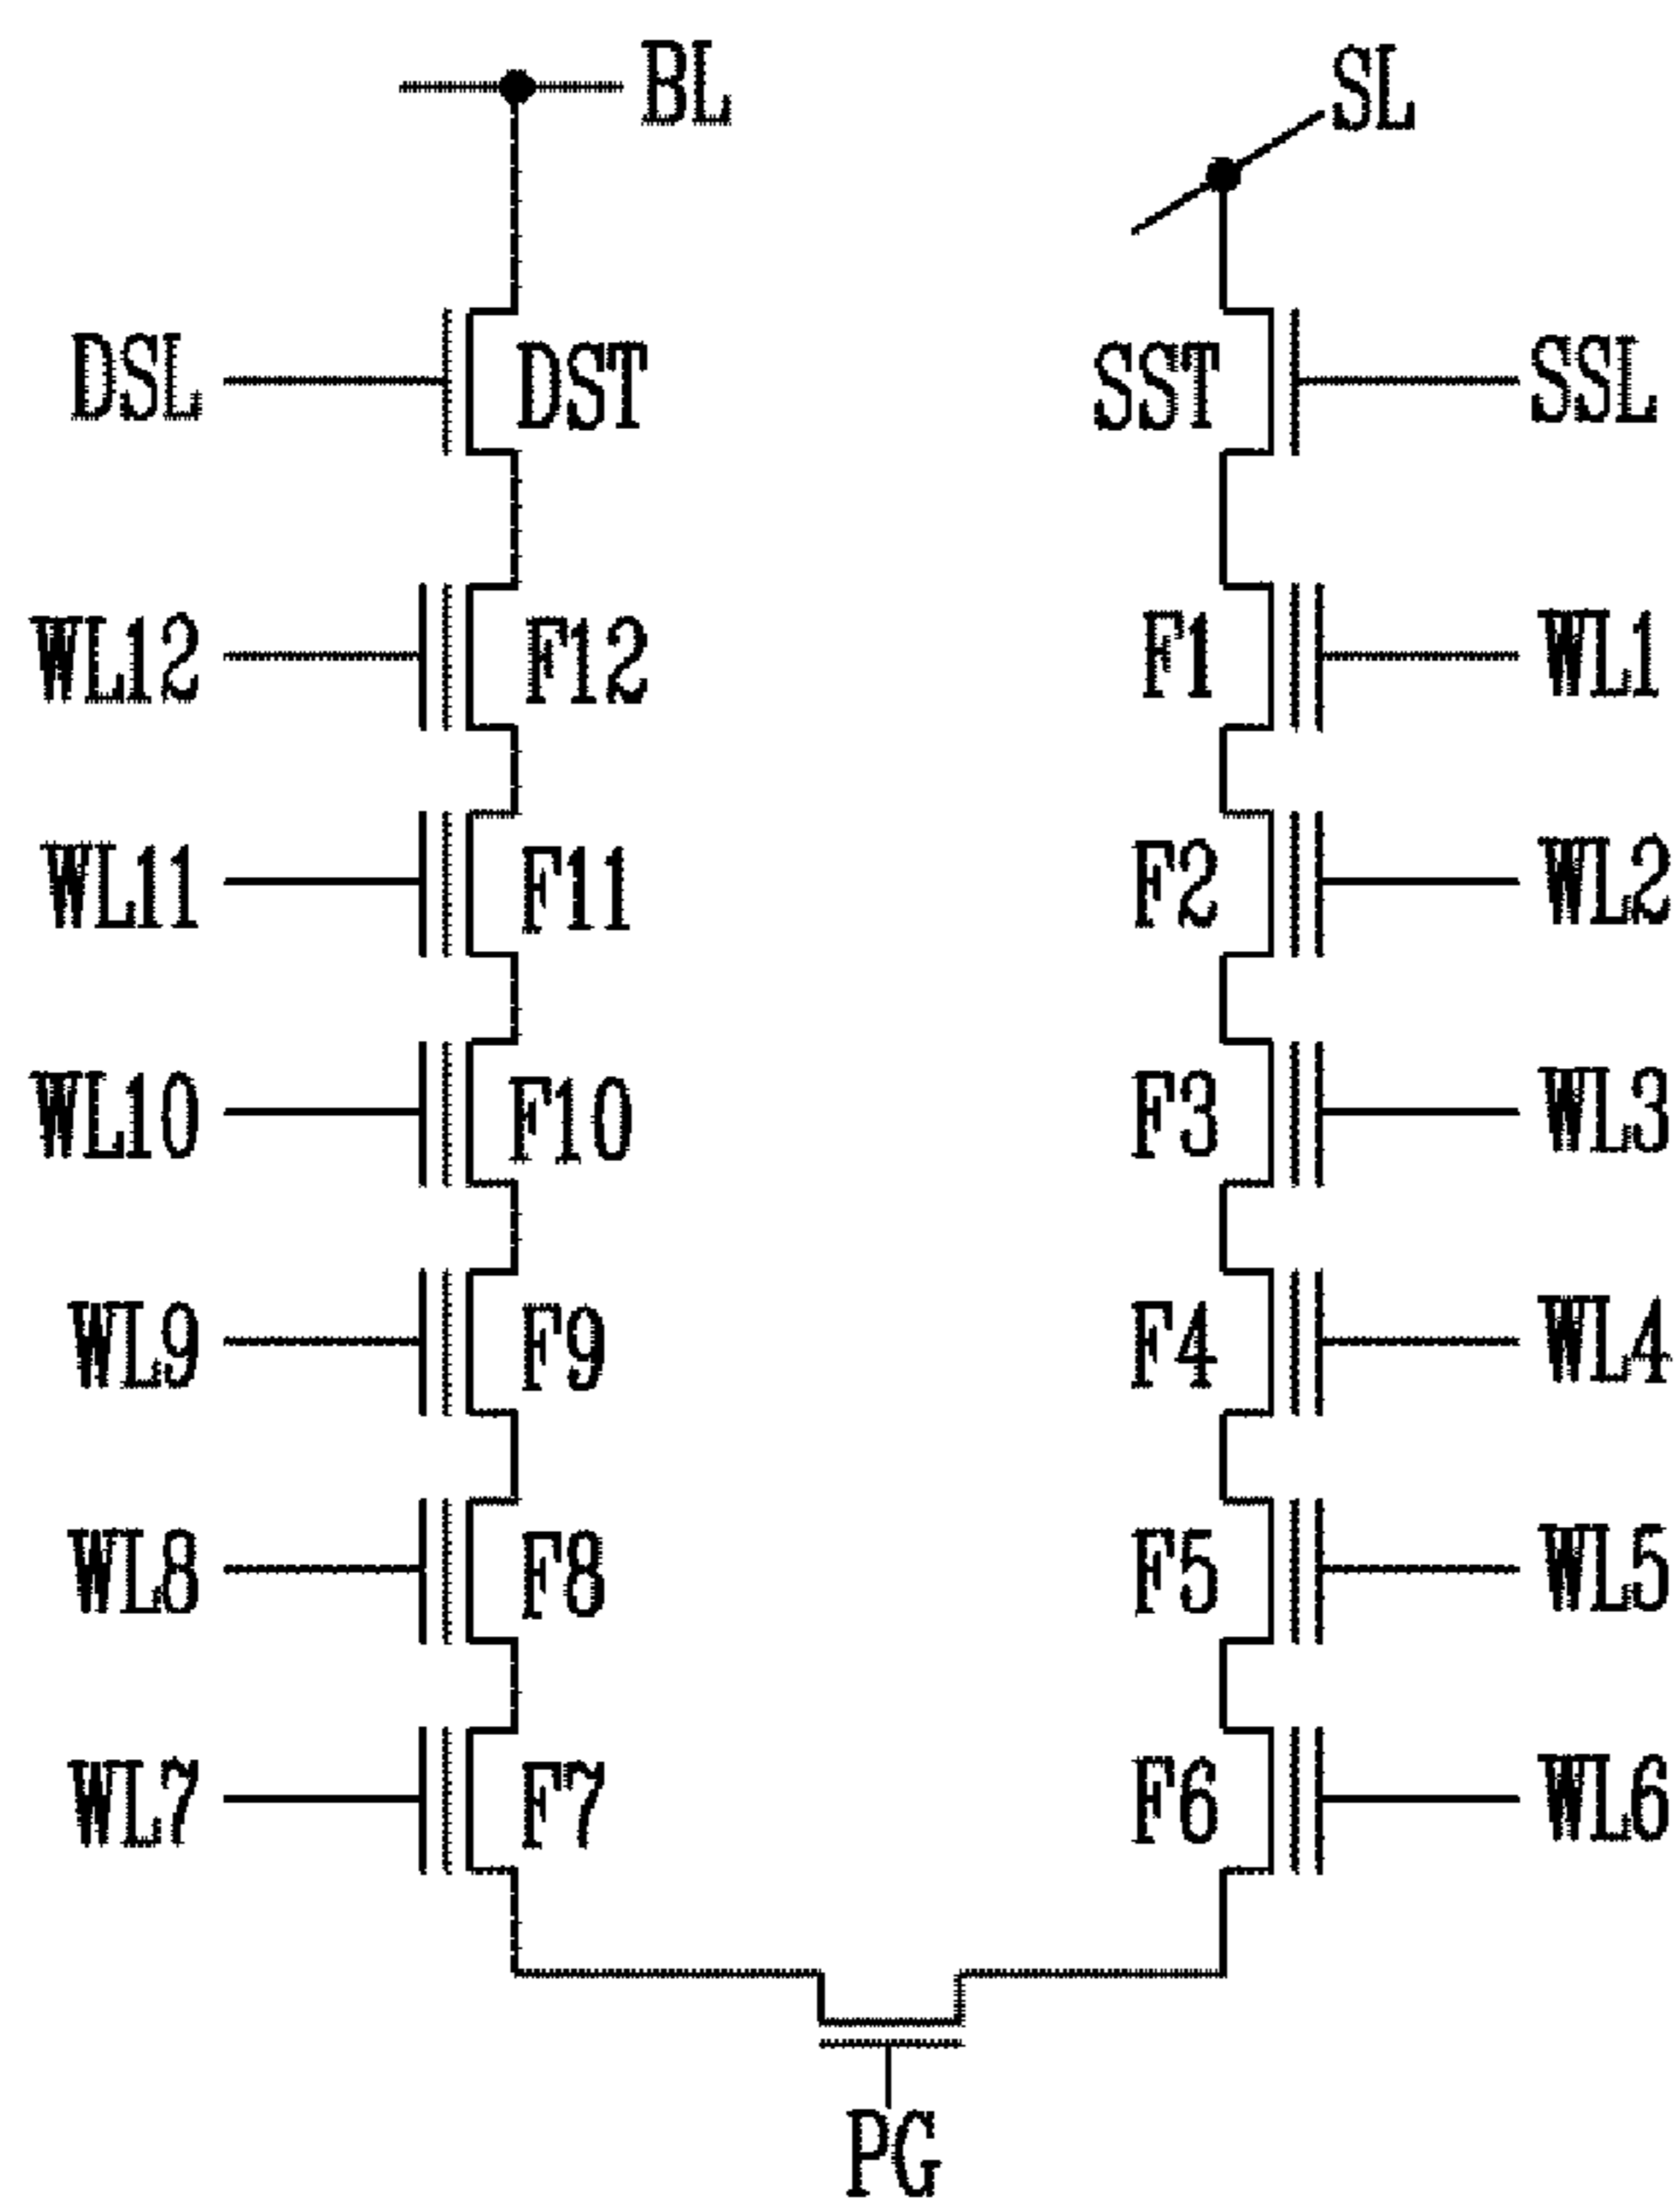 BL SL
DSL DST SST SSL
WL12 F12 F1 WL1
WL11 F11 F2 WL2
WL10 F10 F3 WL3
WL9 F9 F4 WL4
WL8 F8 F5 WL5
WL7 F7 F6 WL6
PG